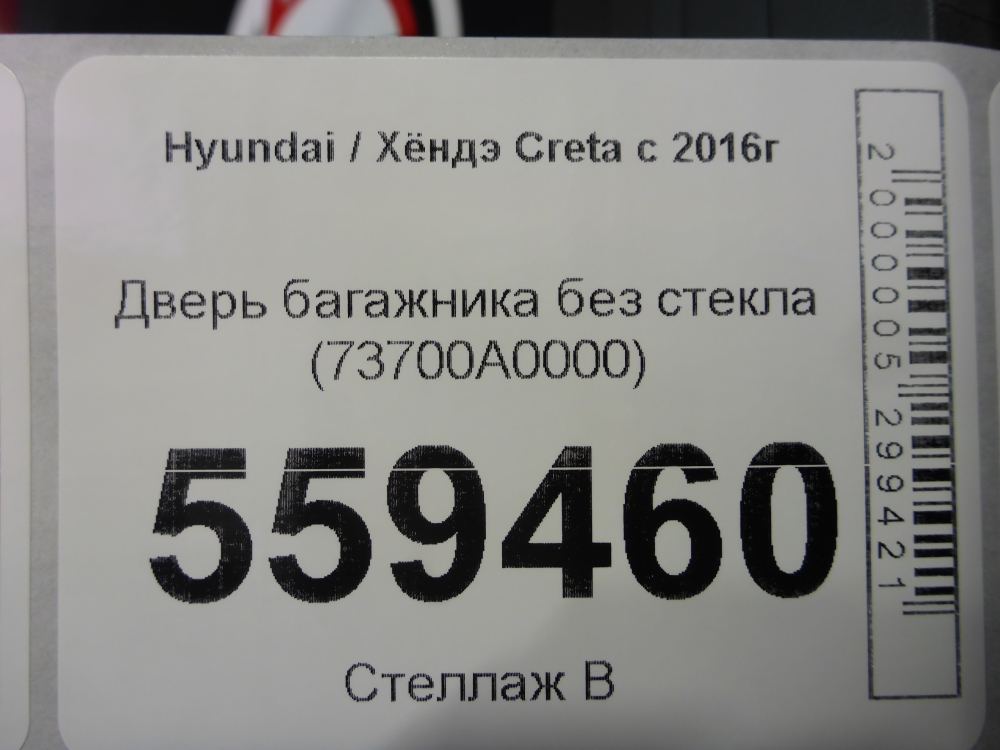 Hyundai / Хёндэ Creta с 2016г
Дверь багажника без стекла
(73700A0000)
559460
Стеллаж В
2000005299421